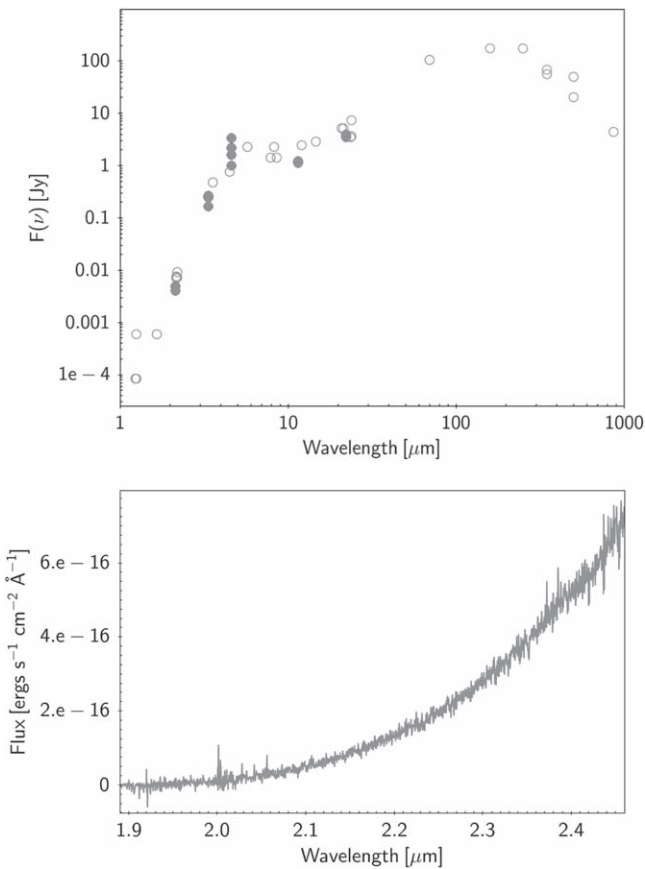 100
10
1
0.1
0.01
0.001
1e − 4
F(ν) [Jy]
1 10 100 1000
Wavelength [μm]
6.e − 16
4.e − 16
2.e − 16
0
Flux [ergs s⁻¹ cm⁻² Å⁻¹]
1.9 2.0 2.1 2.2 2.3 2.4
Wavelength [μm]